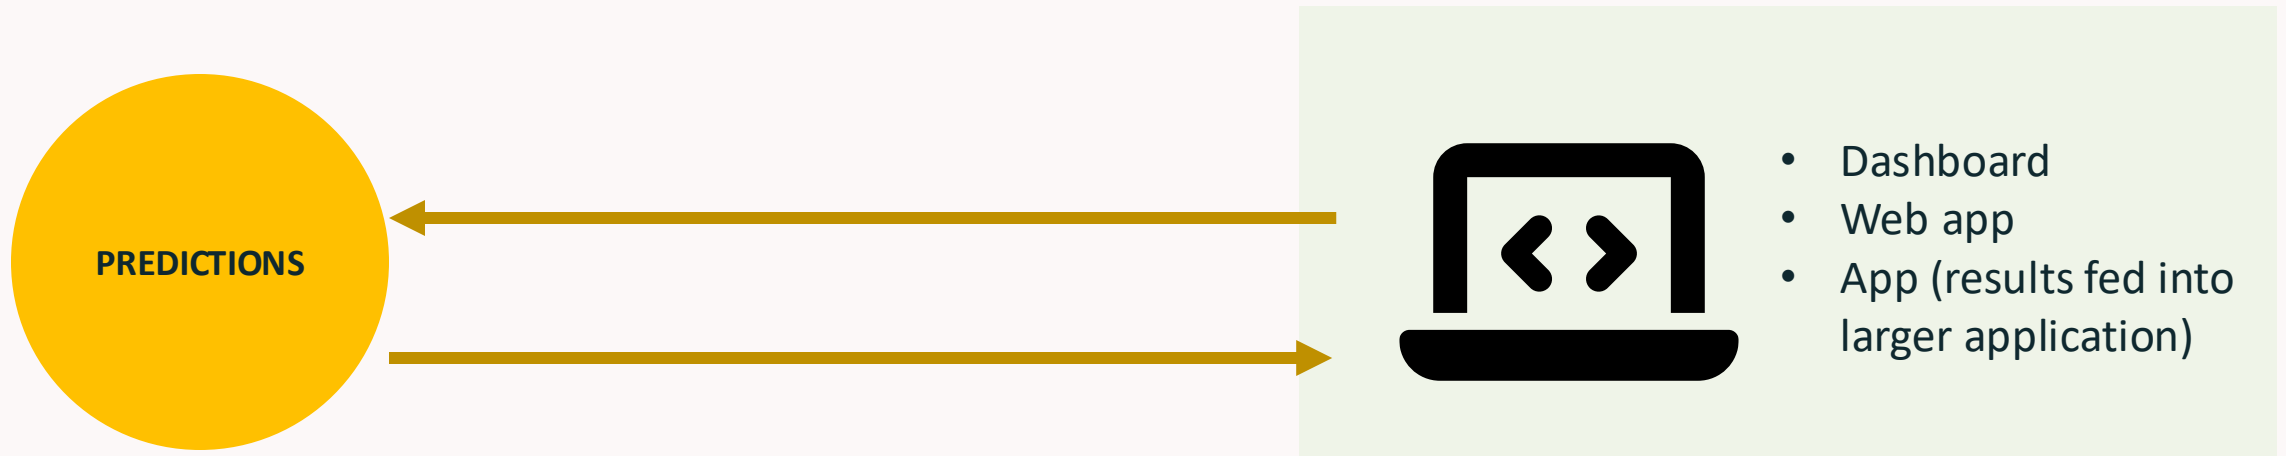 PREDICTIONS
• Dashboard
• Web app
• App (results fed into
larger application)